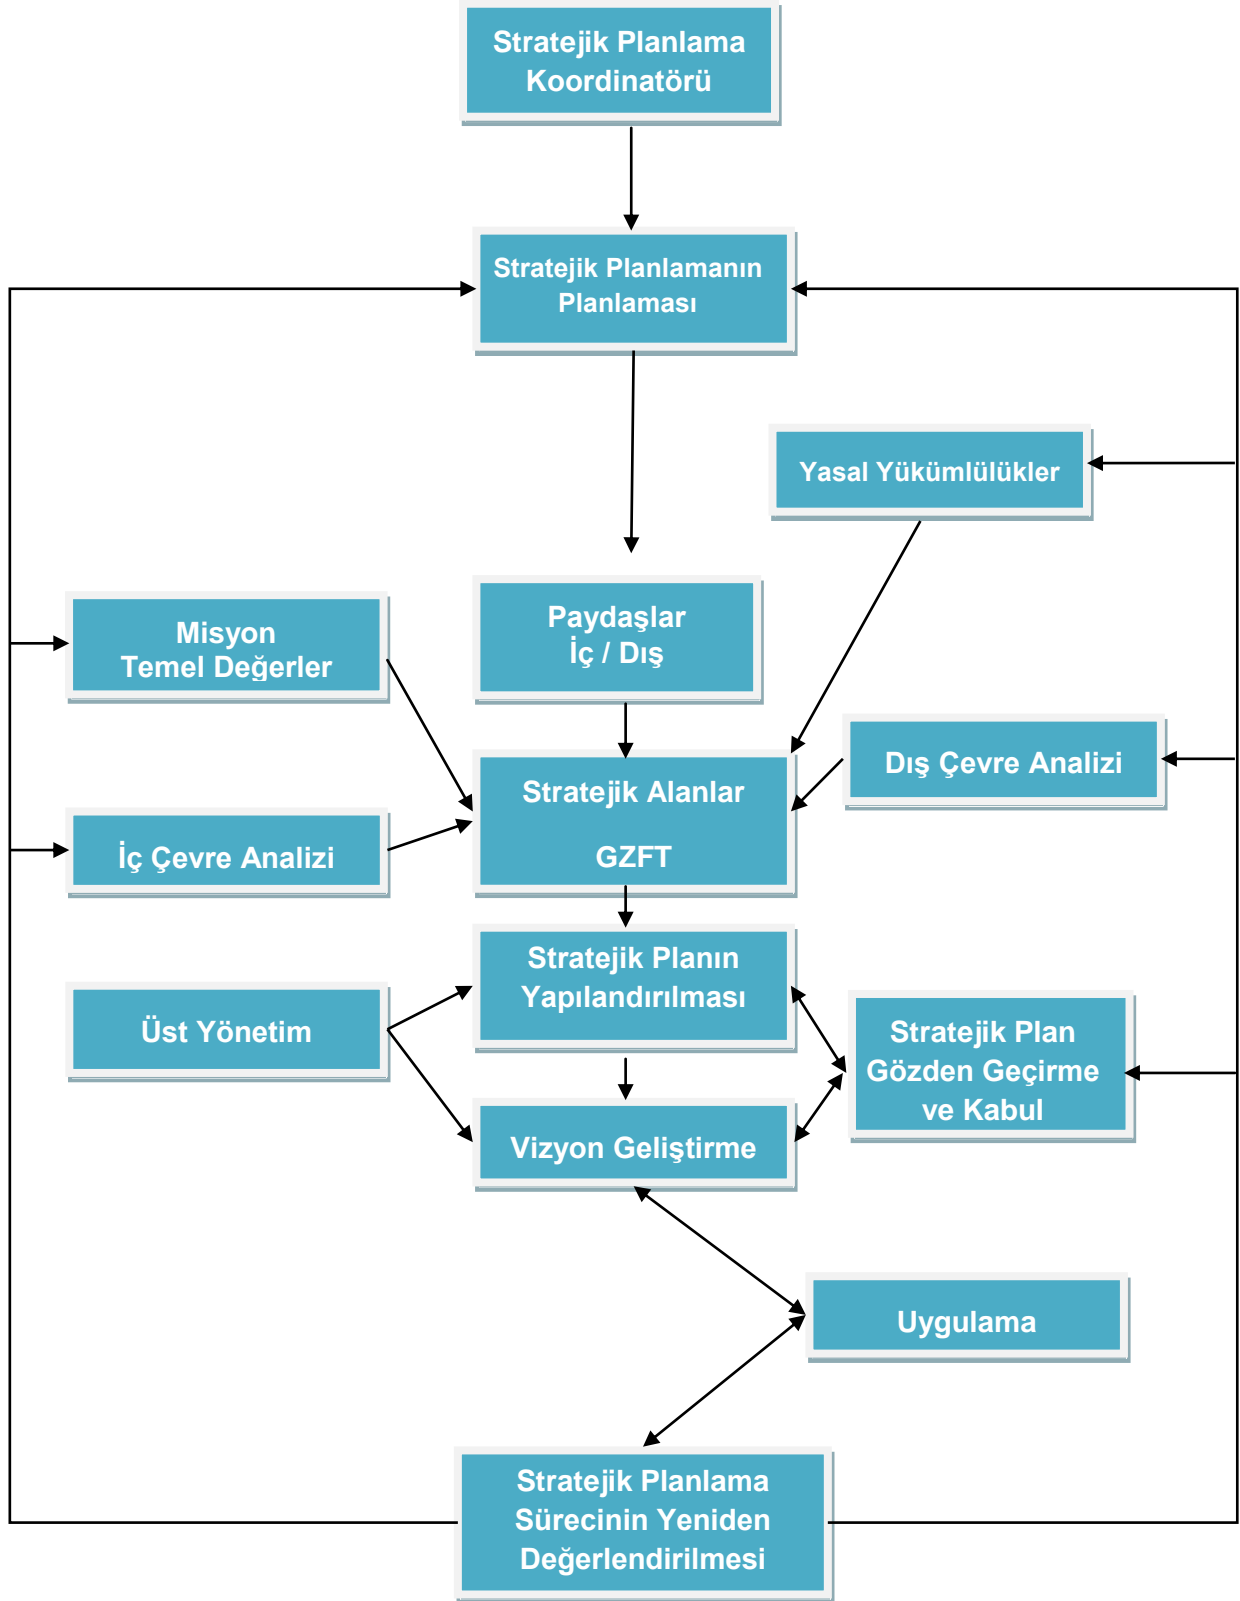 Stratejik Planlama
Koordinatörü
Stratejik Planlamanın
Planlaması
Yasal Yükümlülükler
Misyon
Temel Değerler
Paydaşlar
İç / Dış
Dış Çevre Analizi
Stratejik Alanlar
GZFT
İç Çevre Analizi
Stratejik Planın
Yapılandırılması
Üst Yönetim
Stratejik Plan
Gözden Geçirme
ve Kabul
Vizyon Geliştirme
Uygulama
Stratejik Planlama
Sürecinin Yeniden
Değerlendirilmesi